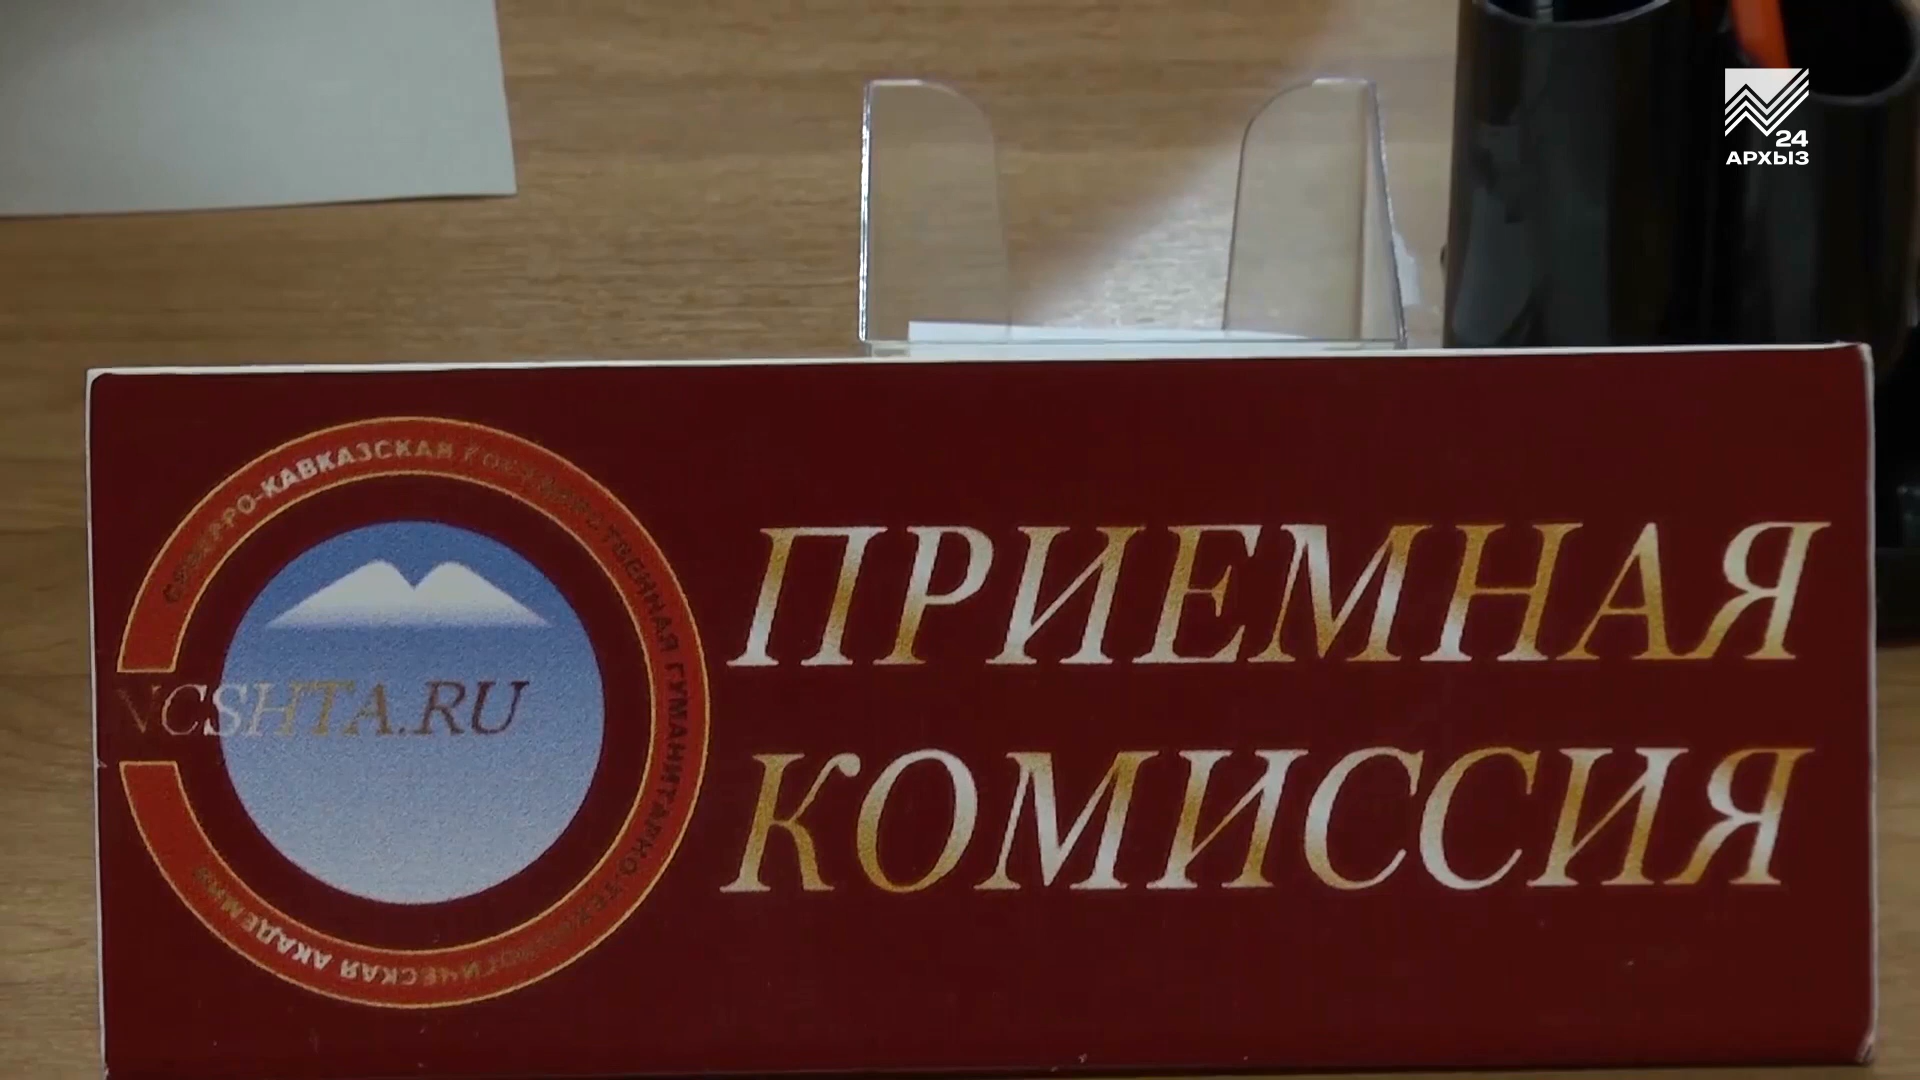 24
АРХЫЗ
СЕВЕРО-КАВКАЗСКАЯ ГОСУДАРСТВЕННАЯ ГУМАНИТАРНО-ТЕХНОЛОГИЧЕСКАЯ АКАДЕМИЯ
NCSHTA.RU
ПРИЕМНАЯ
КОМИССИЯ